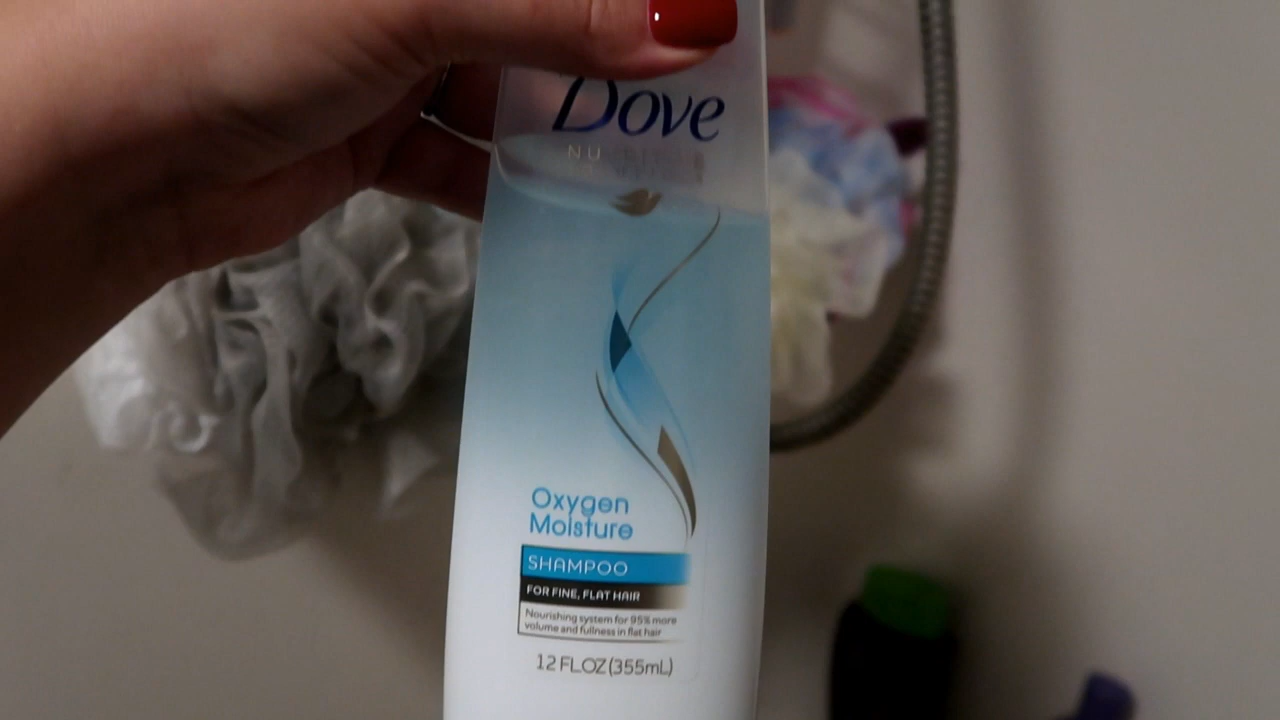 Dove
Oxygen
Moisture
SHAMPOO
FOR FINE, FLAT HAIR
Nourishing system for 95% more
volume and fullness in flat hair
12 FL OZ (355mL)